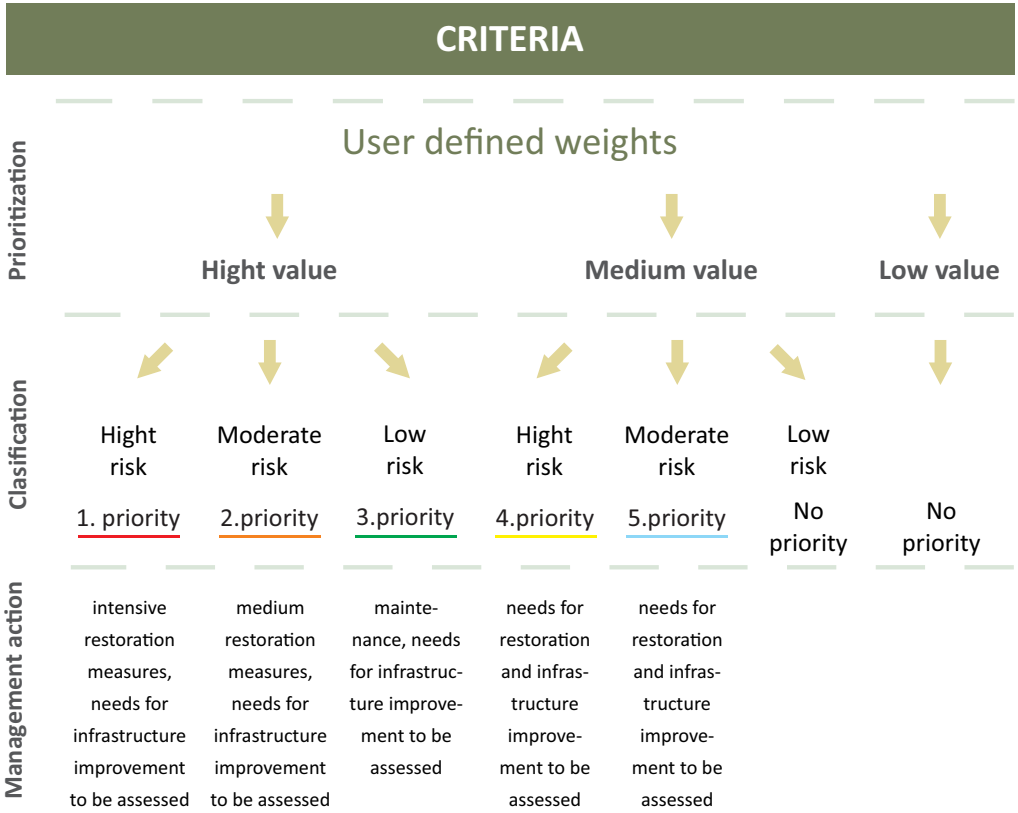 CRITERIA
Prioritization
User defined weights
Hight value
Medium value
Low value
Clasification
Hight
risk
1. priority
Moderate
risk
2.priority
Low
risk
3.priority
Hight
risk
4.priority
Moderate
risk
5.priority
Low
risk
No
priority
No
priority
Management action
intensive
restoration
measures,
needs for
infrastructure
improvement
to be assessed
medium
restoration
measures,
needs for
infrastructure
improvement
to be assessed
mainte-
nance, needs
for infrastruc-
ture improve-
ment to be
assessed
needs for
restoration
and infras-
tructure
improve-
ment to be
assessed
needs for
restoration
and infras-
tructure
improve-
ment to be
assessed